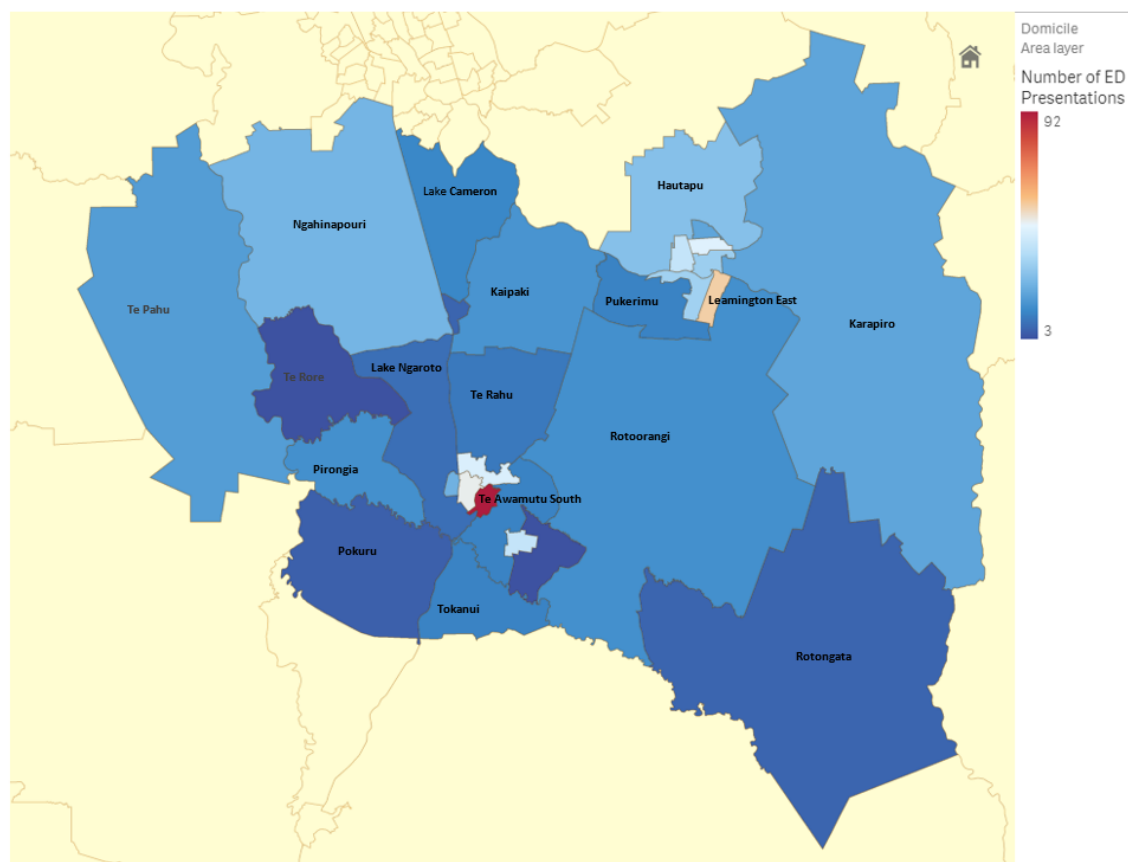 Domicile
Area layer
Number of ED
Presentations
92
3
Hautapu
Lake Cameron
Ngahinapouri
Kaipaki
Pukerimu
Leamington East
Te Pahu
Karapiro
Lake Ngaroto
Te Rore
Te Rahu
Rotoorangi
Pirongia
Te Awamutu South
Pokuru
Tokanui
Rotongata